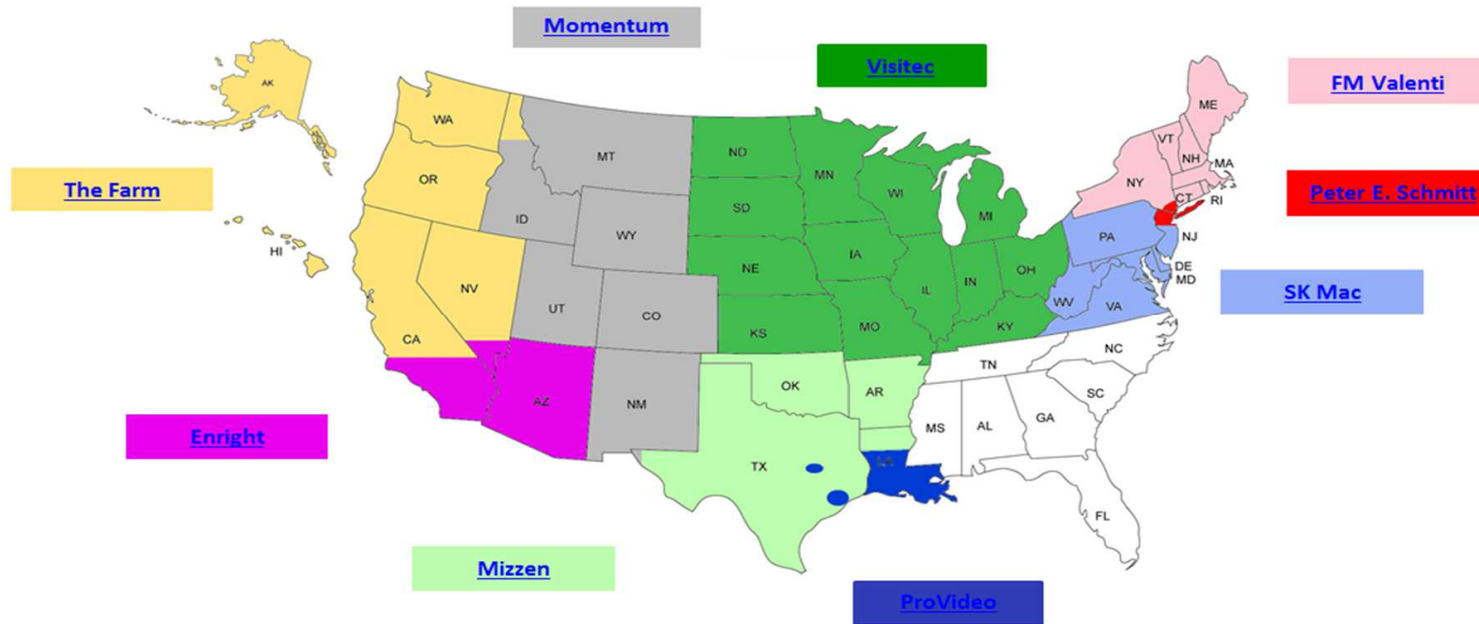 Momentum
Visitec
FM Valenti
AK
The Farm
WA
OR
ID
MT
WY
ND
SD
MN
WI
MI
NY
VT
NH
ME
MA
CT
RI
Peter E. Schmitt
HI
NV
CA
UT
CO
NE
KS
IA
MO
IL
IN
OH
KY
PA
NJ
DE
MD
WV
VA
SK Mac
AZ
NM
Enright
OK
AR
TX
LA
TN
NC
SC
MS
AL
GA
FL
Mizzen
ProVideo